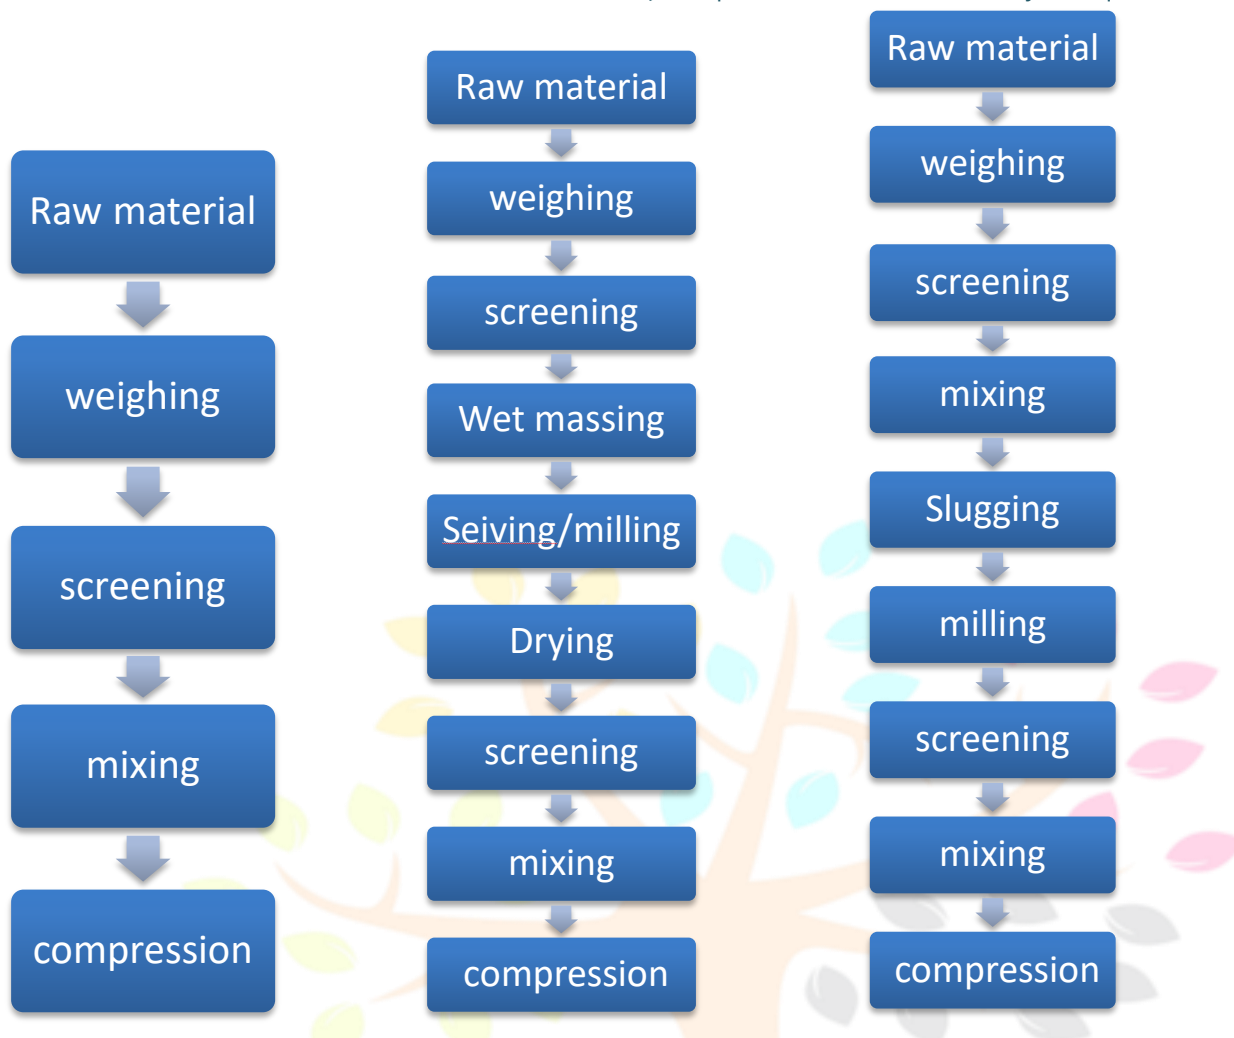 Raw material
weighing
screening
mixing
compression
Raw material
weighing
screening
Wet massing
Seiving/milling
Drying
screening
mixing
compression
Raw material
weighing
screening
mixing
Slugging
milling
screening
mixing
compression